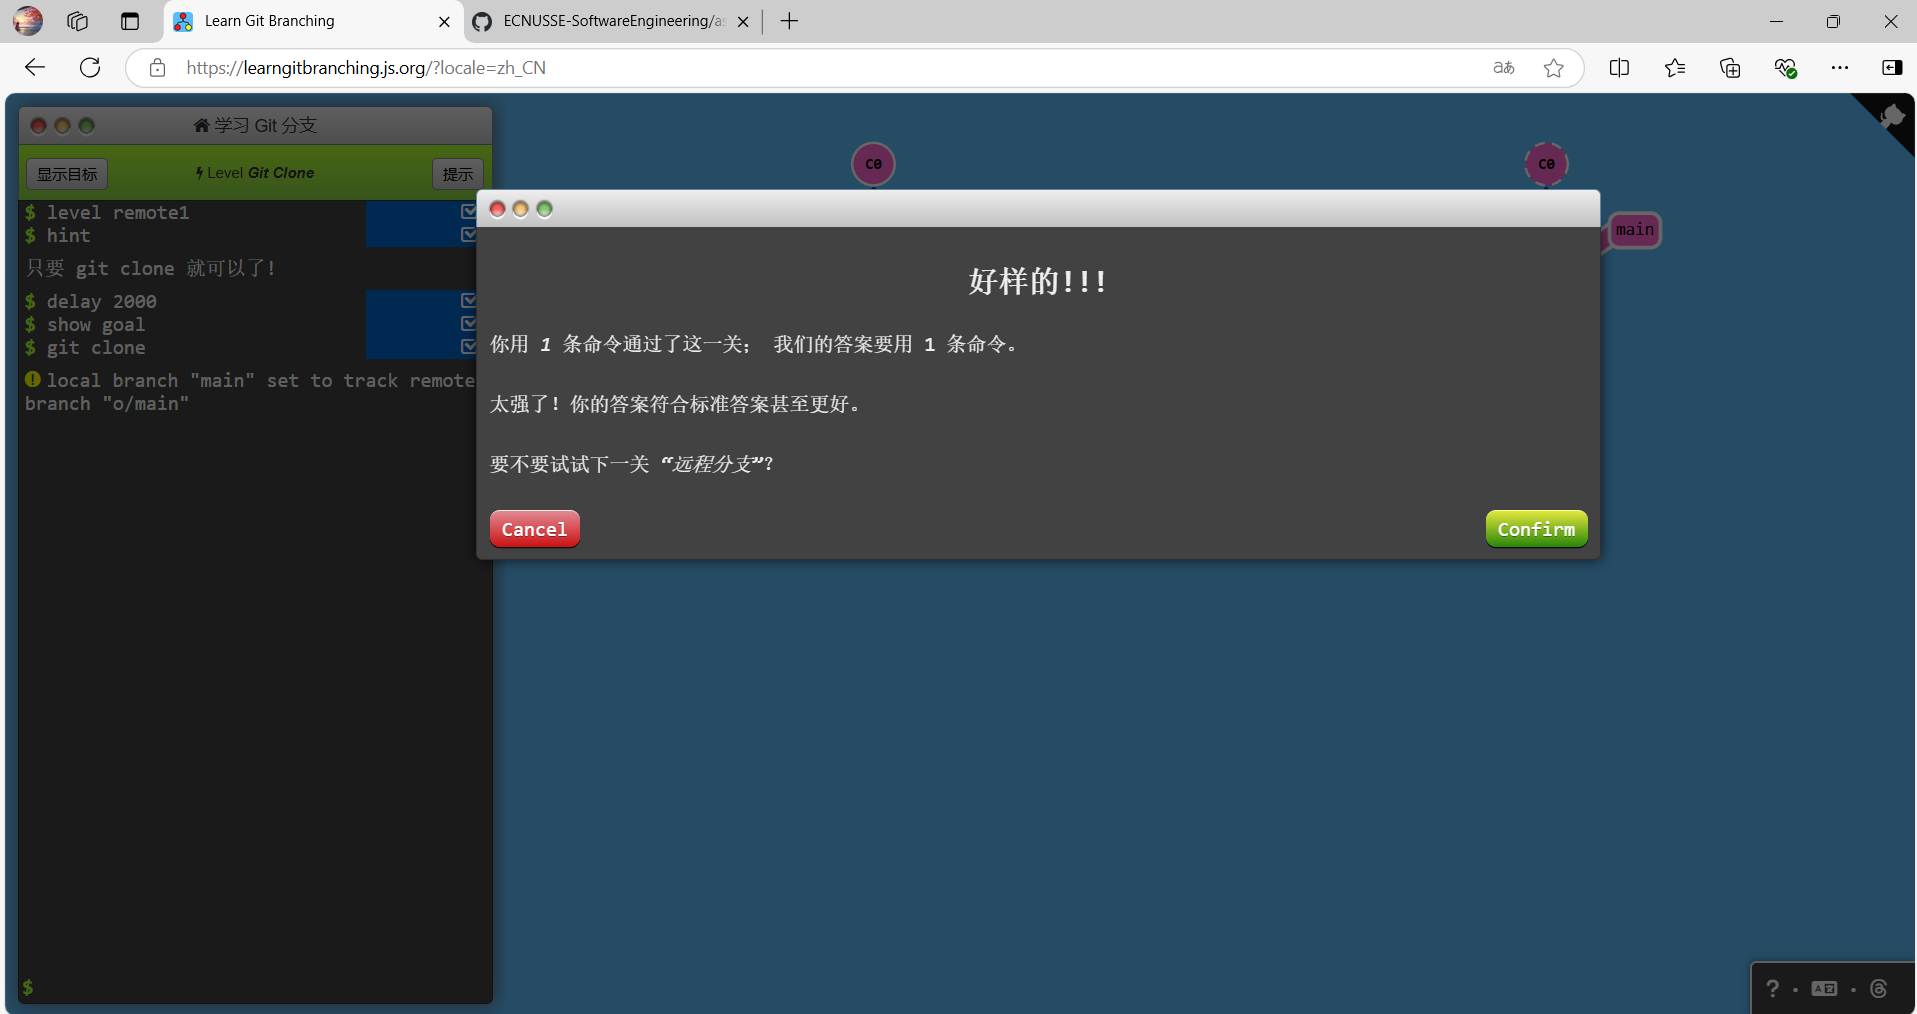 Learn Git Branching
ECNUSSE-SoftwareEngineering/as
https://learngitbranching.js.org/?locale=zh_CN
学习 Git 分支
显示目标
Level Git Clone
提示
$ level remote1
$ hint
只要 git clone 就可以了!
$ delay 2000
$ show goal
$ git clone
local branch "main" set to track remote
branch "o/main"
$
C0
C0
main
好样的!!!
你用 1 条命令通过了这一关; 我们的答案要用 1 条命令。
太强了! 你的答案符合标准答案甚至更好。
要不要试试下一关 “远程分支”?
Cancel
Confirm